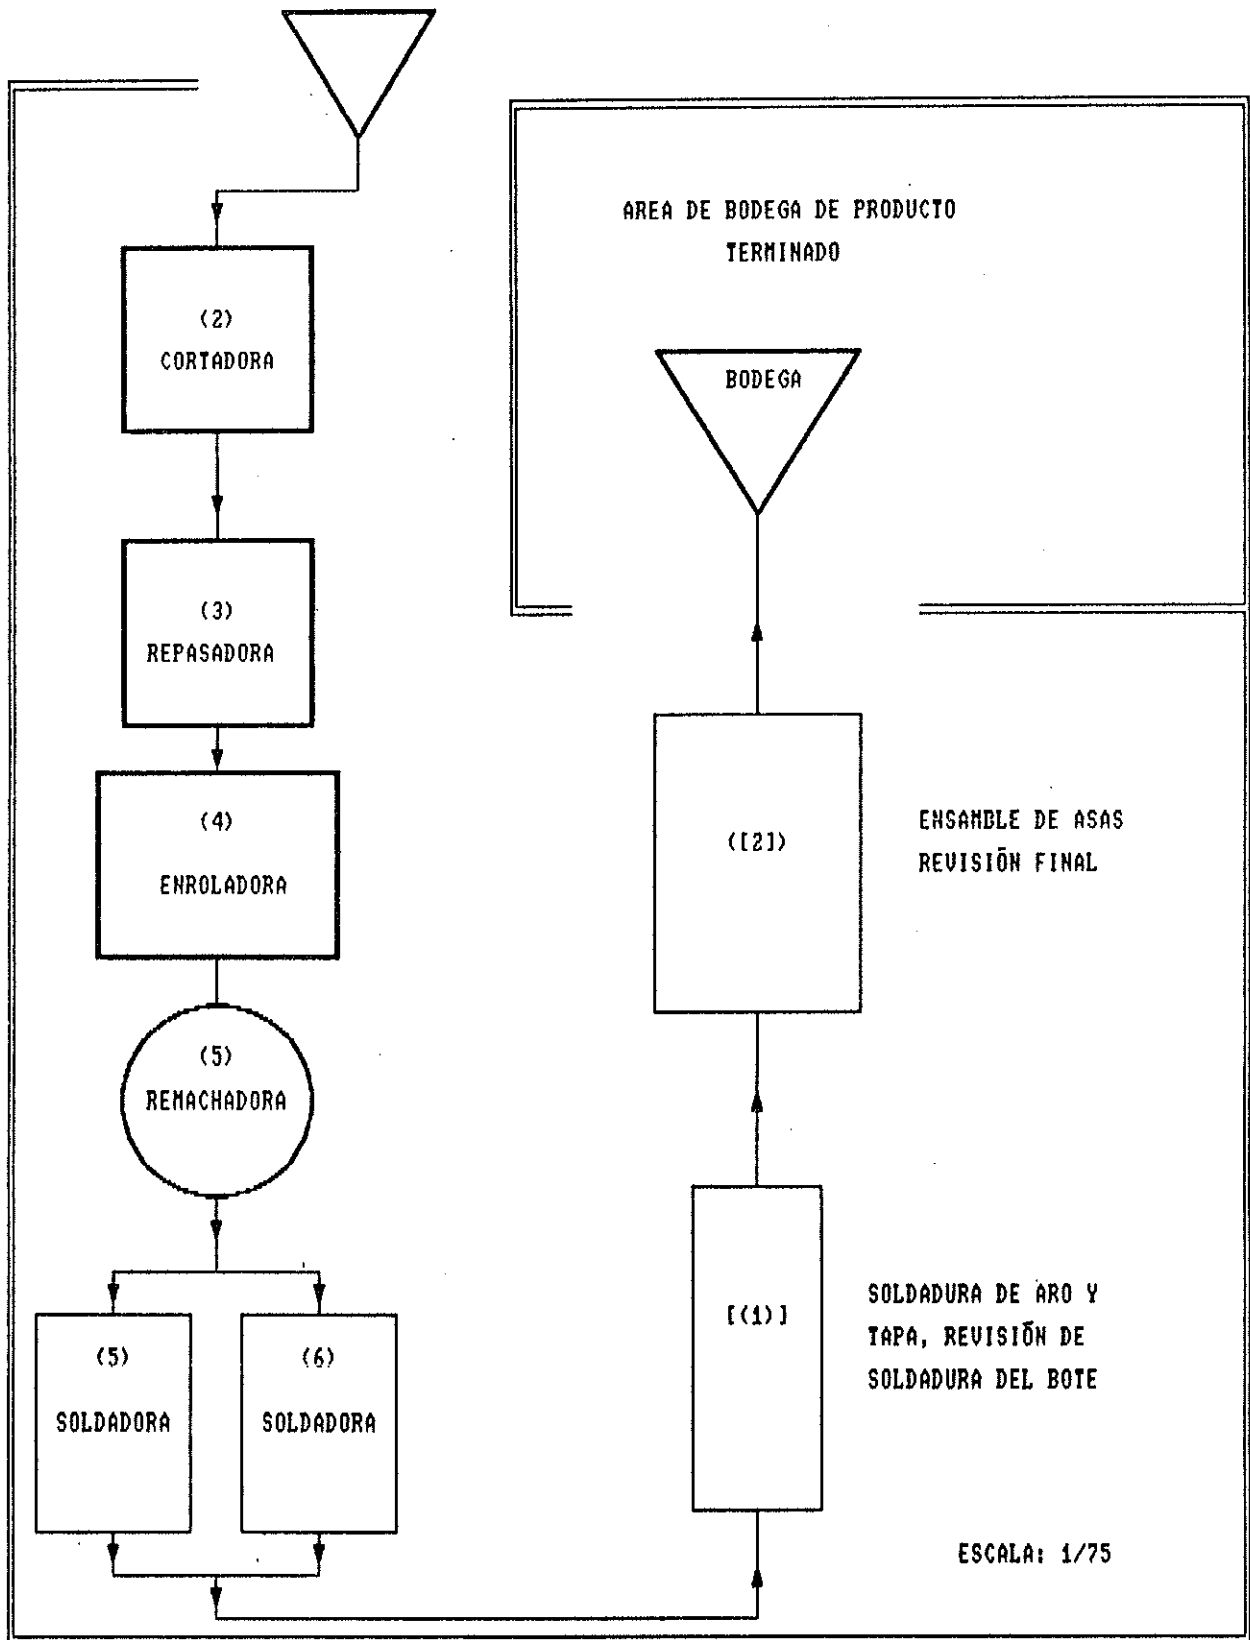 AREA DE BODEGA DE PRODUCTO
TERMINADO
BODEGA
(2)
CORTADORA
(3)
REPASADORA
(4)
ENROLADORA
(5)
REMACHADORA
(5)
SOLDADORA
(6)
SOLDADORA
([2])
ENSAMBLE DE ASAS
REVISIÓN FINAL
[(1)]
SOLDADURA DE ARO Y
TAPA, REVISIÓN DE
SOLDADURA DEL BOTE
ESCALA: 1/75